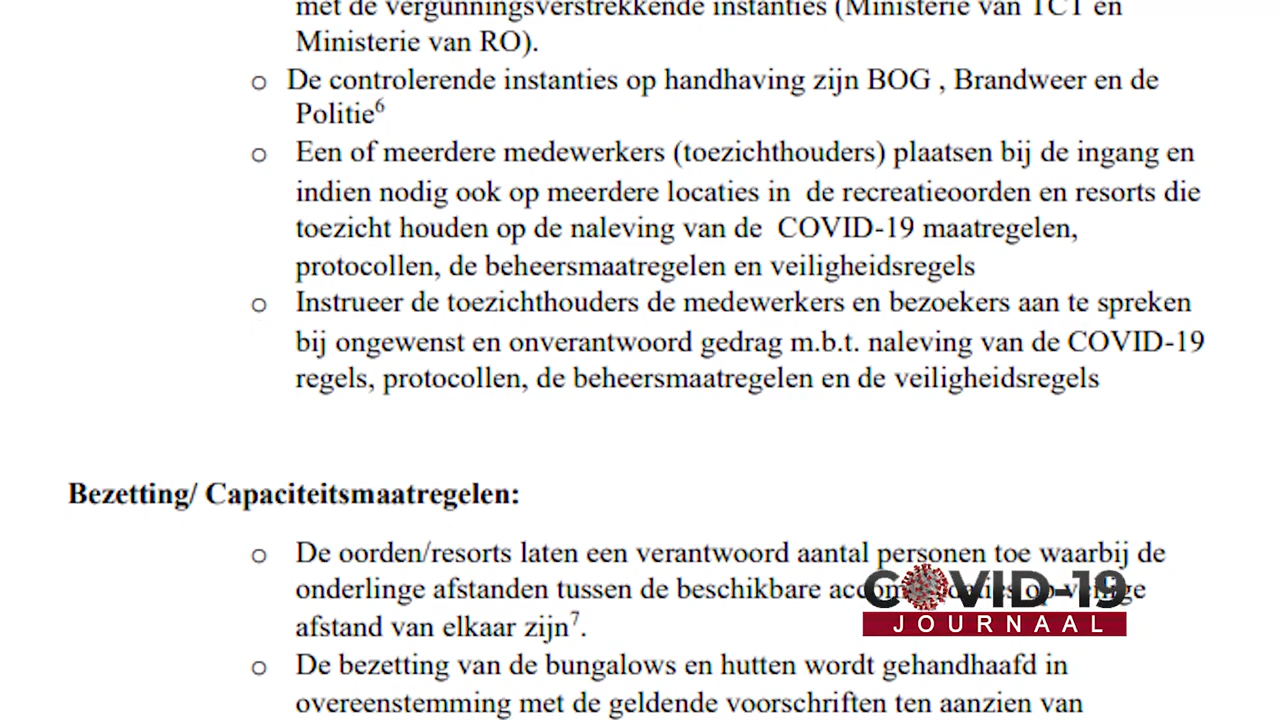 met de vergunningsverstrekkende instanties (Ministerie van TCT en
Ministerie van RO).
o De controlerende instanties op handhaving zijn BOG , Brandweer en de
Politie⁶
o Een of meerdere medewerkers (toezichthouders) plaatsen bij de ingang en
indien nodig ook op meerdere locaties in de recreatieoorden en resorts die
toezicht houden op de naleving van de COVID-19 maatregelen,
protocollen, de beheersmaatregelen en veiligheidsregels
o Instrueer de toezichthouders de medewerkers en bezoekers aan te spreken
bij ongewenst en onverantwoord gedrag m.b.t. naleving van de COVID-19
regels, protocollen, de beheersmaatregelen en de veiligheidsregels
Bezetting/ Capaciteitsmaatregelen:
o De oorden/resorts laten een verantwoord aantal personen toe waarbij de
onderlinge afstanden tussen de beschikbare accommodaties op veilige
afstand van elkaar zijn⁷.
COVID-19
JOURNAAL
o De bezetting van de bungalows en hutten wordt gehandhaafd in
overeenstemming met de geldende voorschriften ten aanzien van